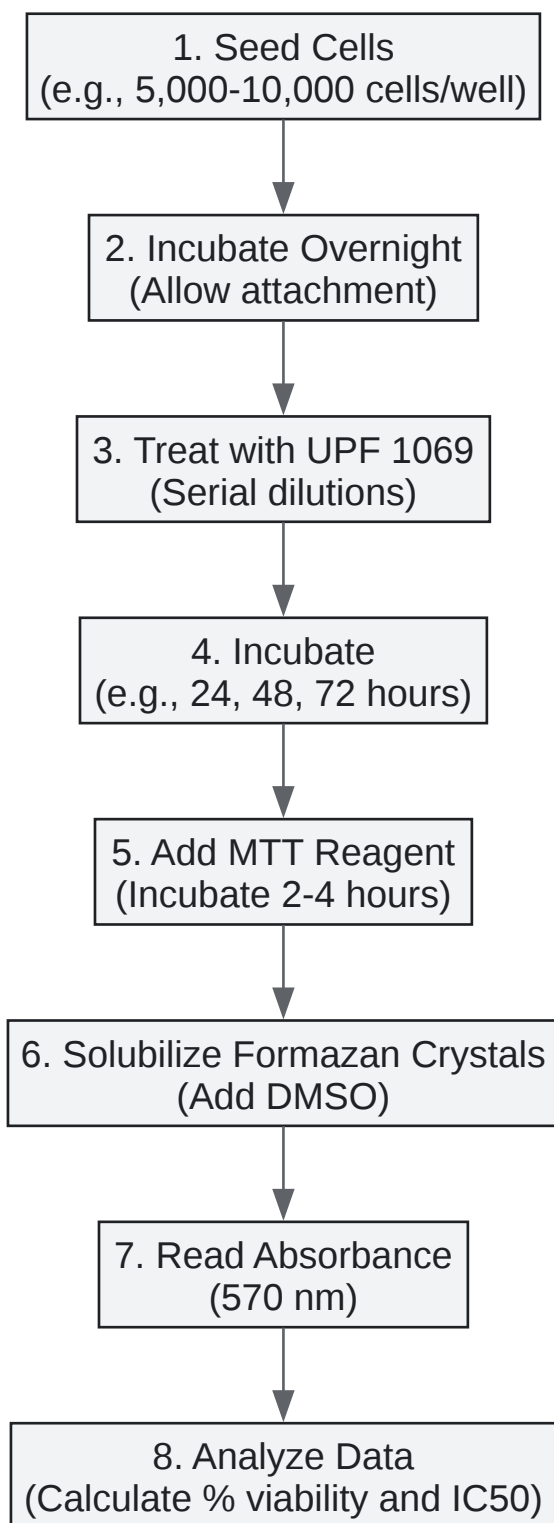 1. Seed Cells
(e.g., 5,000-10,000 cells/well)
2. Incubate Overnight
(Allow attachment)
3. Treat with UPF 1069
(Serial dilutions)
4. Incubate
(e.g., 24, 48, 72 hours)
5. Add MTT Reagent
(Incubate 2-4 hours)
6. Solubilize Formazan Crystals
(Add DMSO)
7. Read Absorbance
(570 nm)
8. Analyze Data
(Calculate % viability and IC50)